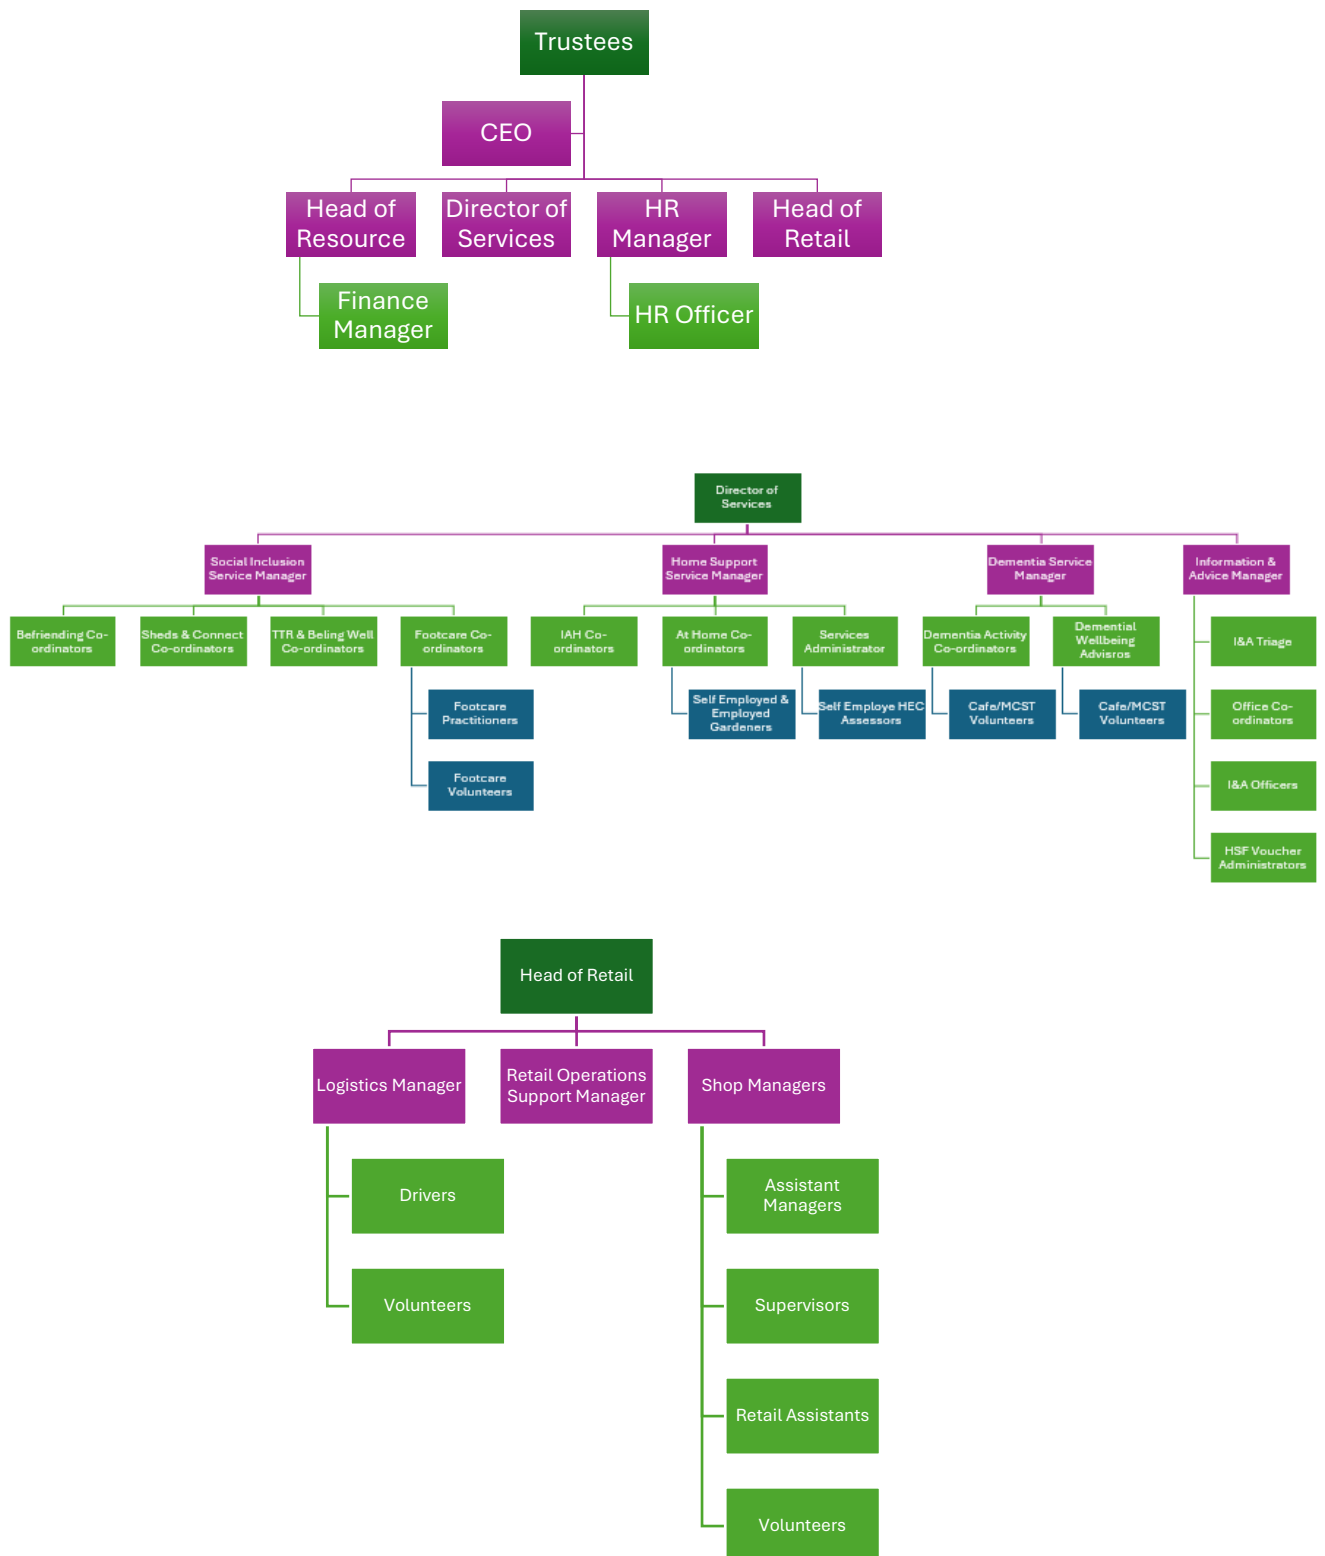 Trustees
CEO
Head of
Resource
Director of
Services
HR
Manager
Head of
Retail
Finance
Manager
HR Officer
Director of
Services
Social Inclusion
Service Manager
Home Support
Service Manager
Dementia Service
Manager
Information &
Advice Manager
Befriending Co-
ordinators
Sheds & Connect
Co-ordinators
TTR & Beling Well
Co-ordinators
Footcare Co-
ordinators
IAH Co-
ordinators
At Home Co-
ordinators
Services
Administrator
Dementia Activity
Co-ordinators
Demential
Wellbeing
Advisros
I&A Triage
Footcare
Practitioners
Self Employed &
Employed
Gardeners
Self Employe HEC
Assessors
Cafe/MCST
Volunteers
Cafe/MCST
Volunteers
Office Co-
ordinators
Footcare
Volunteers
I&A Officers
HSF Voucher
Administrators
Head of Retail
Logistics Manager
Retail Operations
Support Manager
Shop Managers
Drivers
Assistant
Managers
Volunteers
Supervisors
Retail Assistants
Volunteers